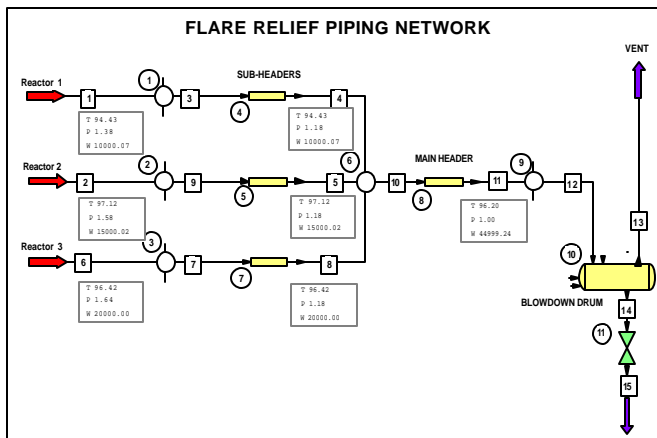 FLARE RELIEF PIPING NETWORK
VENT
Reactor 1
1
1
3
SUB-HEADERS
4
4
T 94.43
P 1.38
W 10000.07
T 94.43
P 1.18
W 10000.07
Reactor 2
2
2
9
5
5
6
10
MAIN HEADER
8
11
9
12
T 97.12
P 1.58
W 15000.02
T 97.12
P 1.18
W 15000.02
T 96.20
P 1.00
W 44999.24
13
Reactor 3
6
3
7
7
8
10
T 96.42
P 1.64
W 20000.00
T 96.42
P 1.18
W 20000.00
BLOWDOWN DRUM
14
11
15